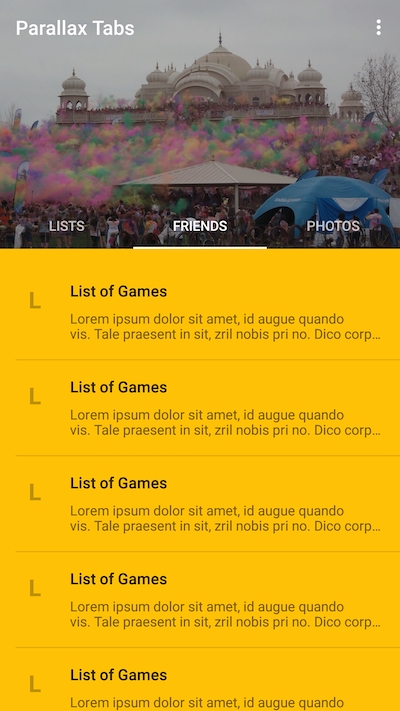 Parallax Tabs
LISTS FRIENDS PHOTOS
L
List of Games
Lorem ipsum dolor sit amet, id augue quando
vis. Tale praesent in sit, zril nobis pri no. Dico corp...
L
List of Games
Lorem ipsum dolor sit amet, id augue quando
vis. Tale praesent in sit, zril nobis pri no. Dico corp...
L
List of Games
Lorem ipsum dolor sit amet, id augue quando
vis. Tale praesent in sit, zril nobis pri no. Dico corp...
L
List of Games
Lorem ipsum dolor sit amet, id augue quando
vis. Tale praesent in sit, zril nobis pri no. Dico corp...
L
List of Games
Lorem ipsum dolor sit amet, id augue quando